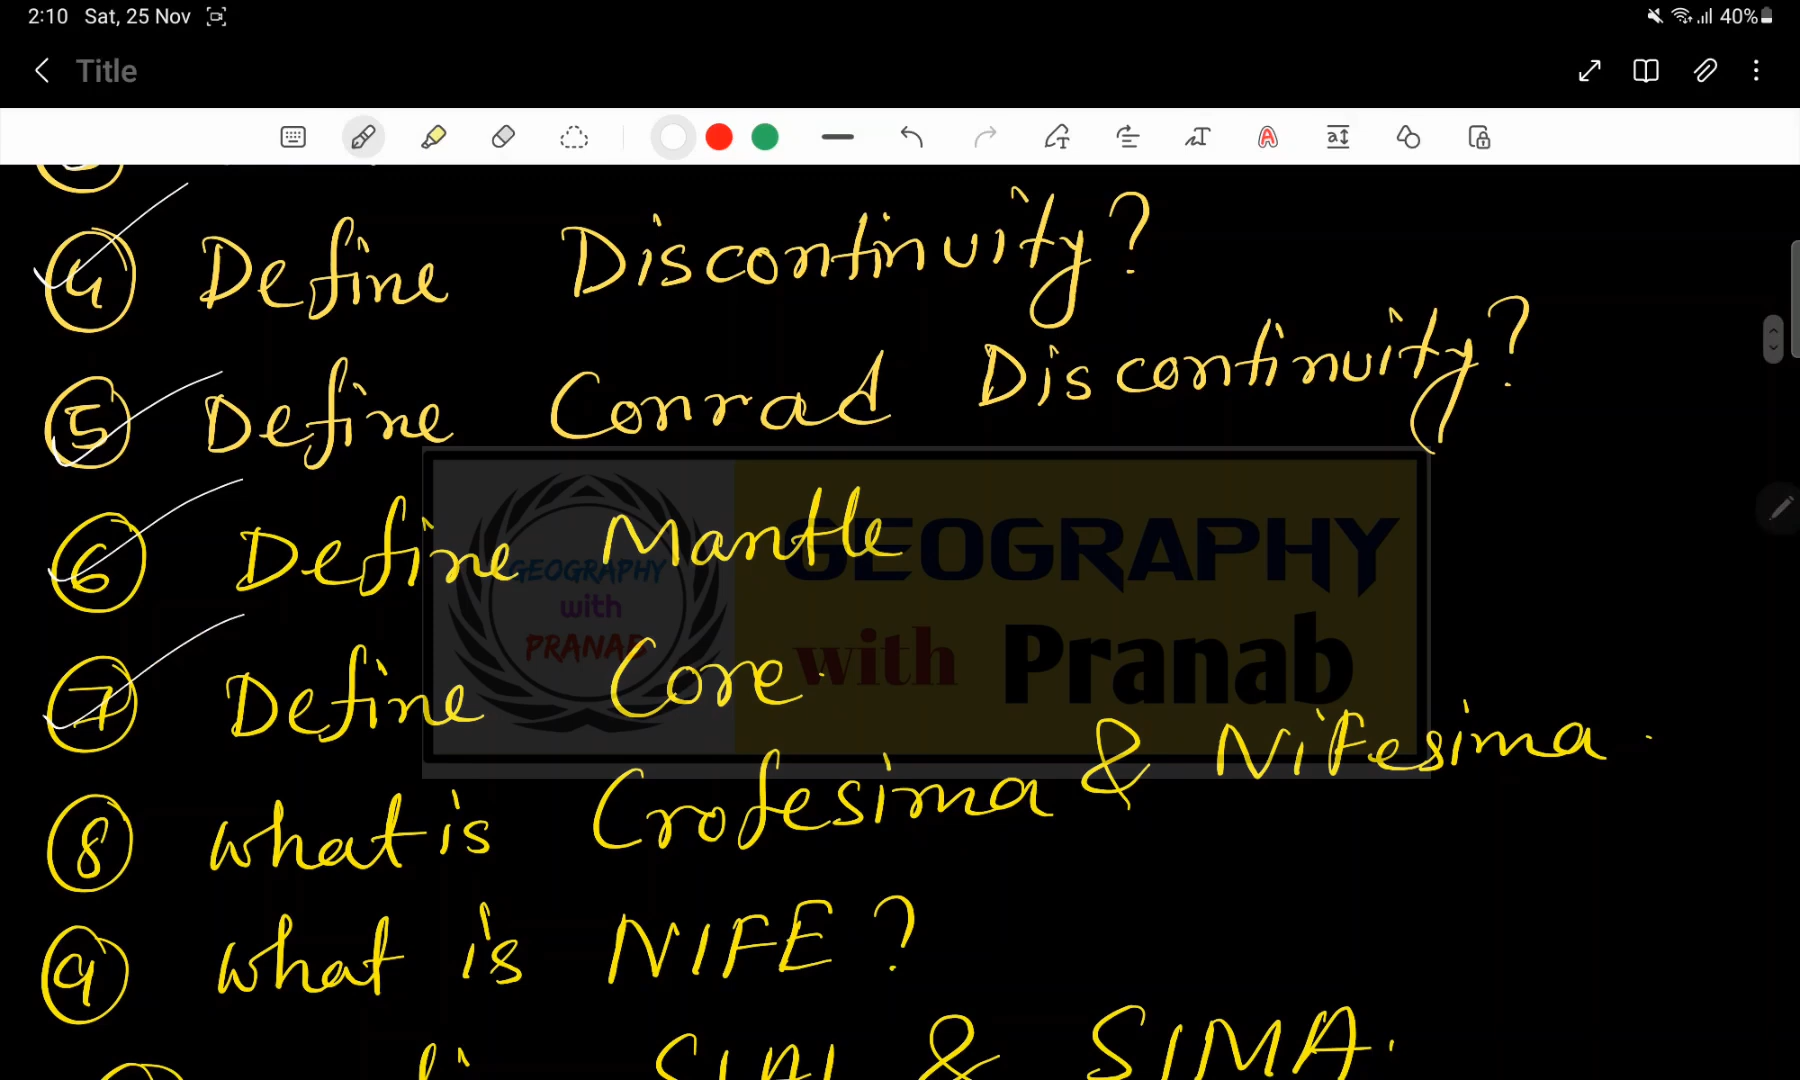 2:10 Sat, 25 Nov 40%
Title
4 Define Discontinuity?
5 Define Conrad Discontinuity?
6 Define Mantle
7 Define Core.
8 What is Crofesima & Nifesima.
9 What is NIFE?
SIAL & SIMA.
GEOGRAPHY
with
PRANAB
GEOGRAPHY
with Pranab